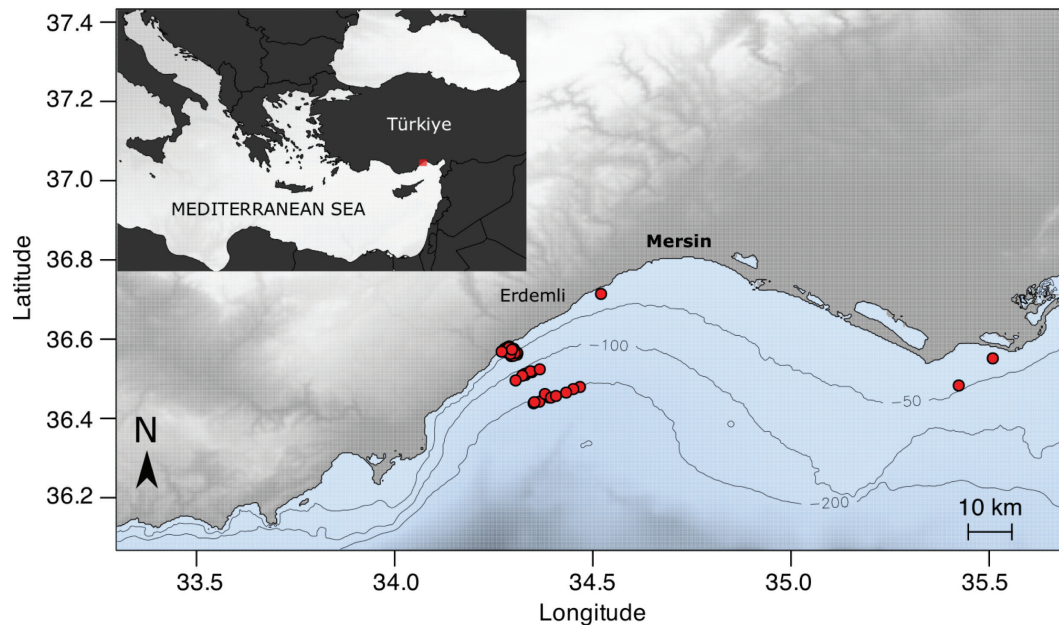 37.4
37.2
37.0
36.8
36.6
36.4
36.2
Latitude
Türkiye
MEDITERRANEAN SEA
Mersin
Erdemli
−100
−50
−200
N
10 km
33.5
34.0
34.5
35.0
35.5
Longitude